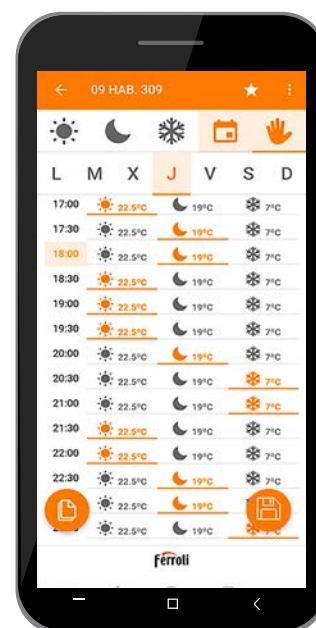 09 HAB. 309
L M X J V S D
17:00 22.5ºC 19ºC 7ºC
17:30 22.5ºC 19ºC 7ºC
18:00 22.5ºC 19ºC 7ºC
18:30 22.5ºC 19ºC 7ºC
19:00 22.5ºC 19ºC 7ºC
19:30 22.5ºC 19ºC 7ºC
20:00 22.5ºC 19ºC 7ºC
20:30 22.5ºC 19ºC 7ºC
21:00 22.5ºC 19ºC 7ºC
21:30 22.5ºC 19ºC 7ºC
22:00 22.5ºC 19ºC 7ºC
22:30 22.5ºC 19ºC 7ºC
22.5ºC 19ºC
22.5ºC 19ºC
Ferroli